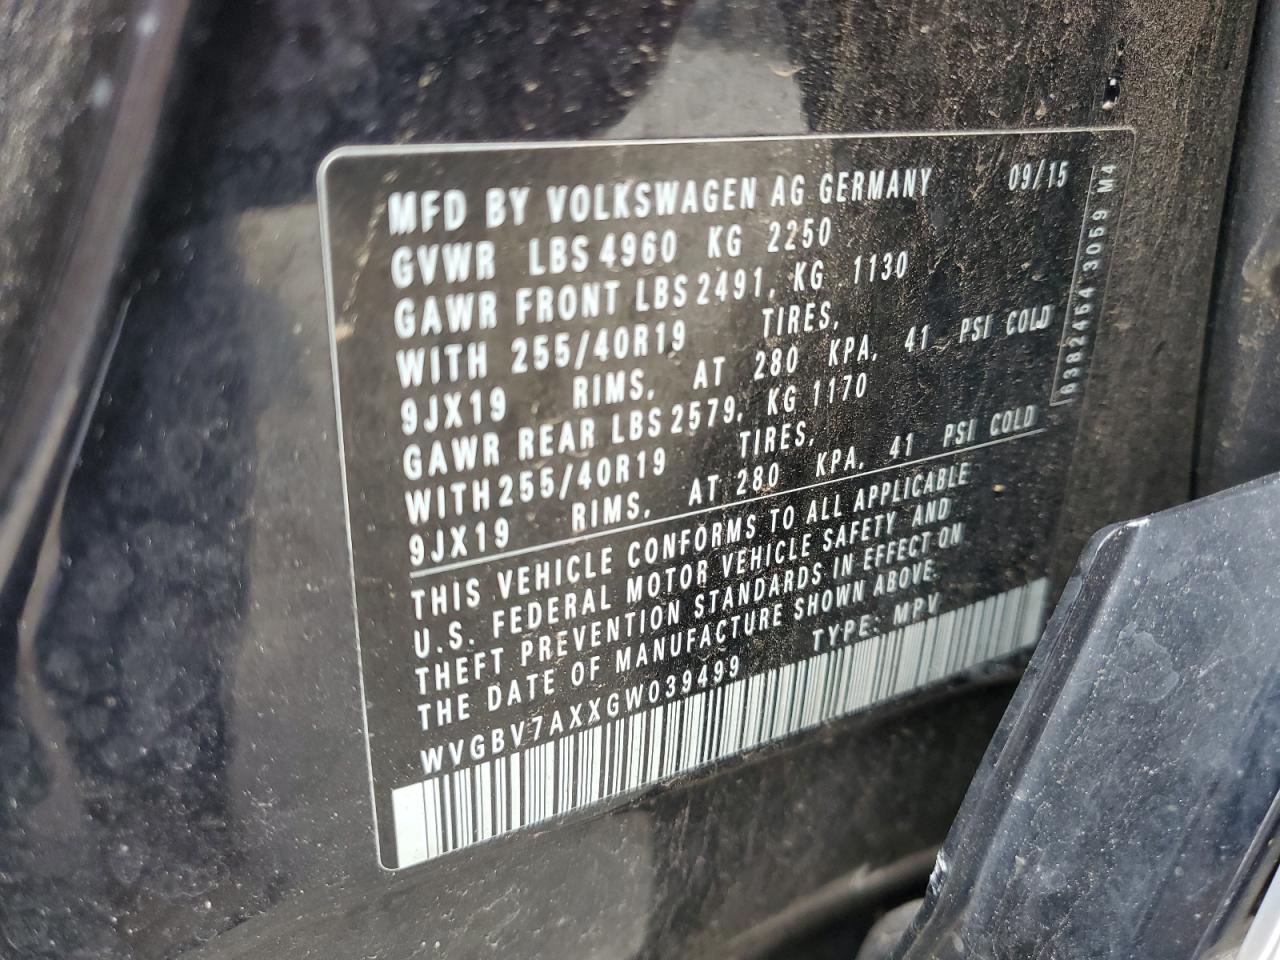 MFD BY VOLKSWAGEN AG GERMANY 09/15
GVWR LBS 4960 KG 2250
GAWR FRONT LBS 2491, KG 1130
WITH 255/40R19 TIRES,
9JX19 RIMS, AT 280 KPA, 41 PSI COLD
GAWR REAR LBS 2579, KG 1170
WITH 255/40R19 TIRES,
9JX19 RIMS, AT 280 KPA, 41 PSI COLD
THIS VEHICLE CONFORMS TO ALL APPLICABLE
U.S. FEDERAL MOTOR VEHICLE SAFETY AND
THEFT PREVENTION STANDARDS IN EFFECT ON
THE DATE OF MANUFACTURE SHOWN ABOVE.
WVGBV7AXXGW039499 TYPE: MPV
M4